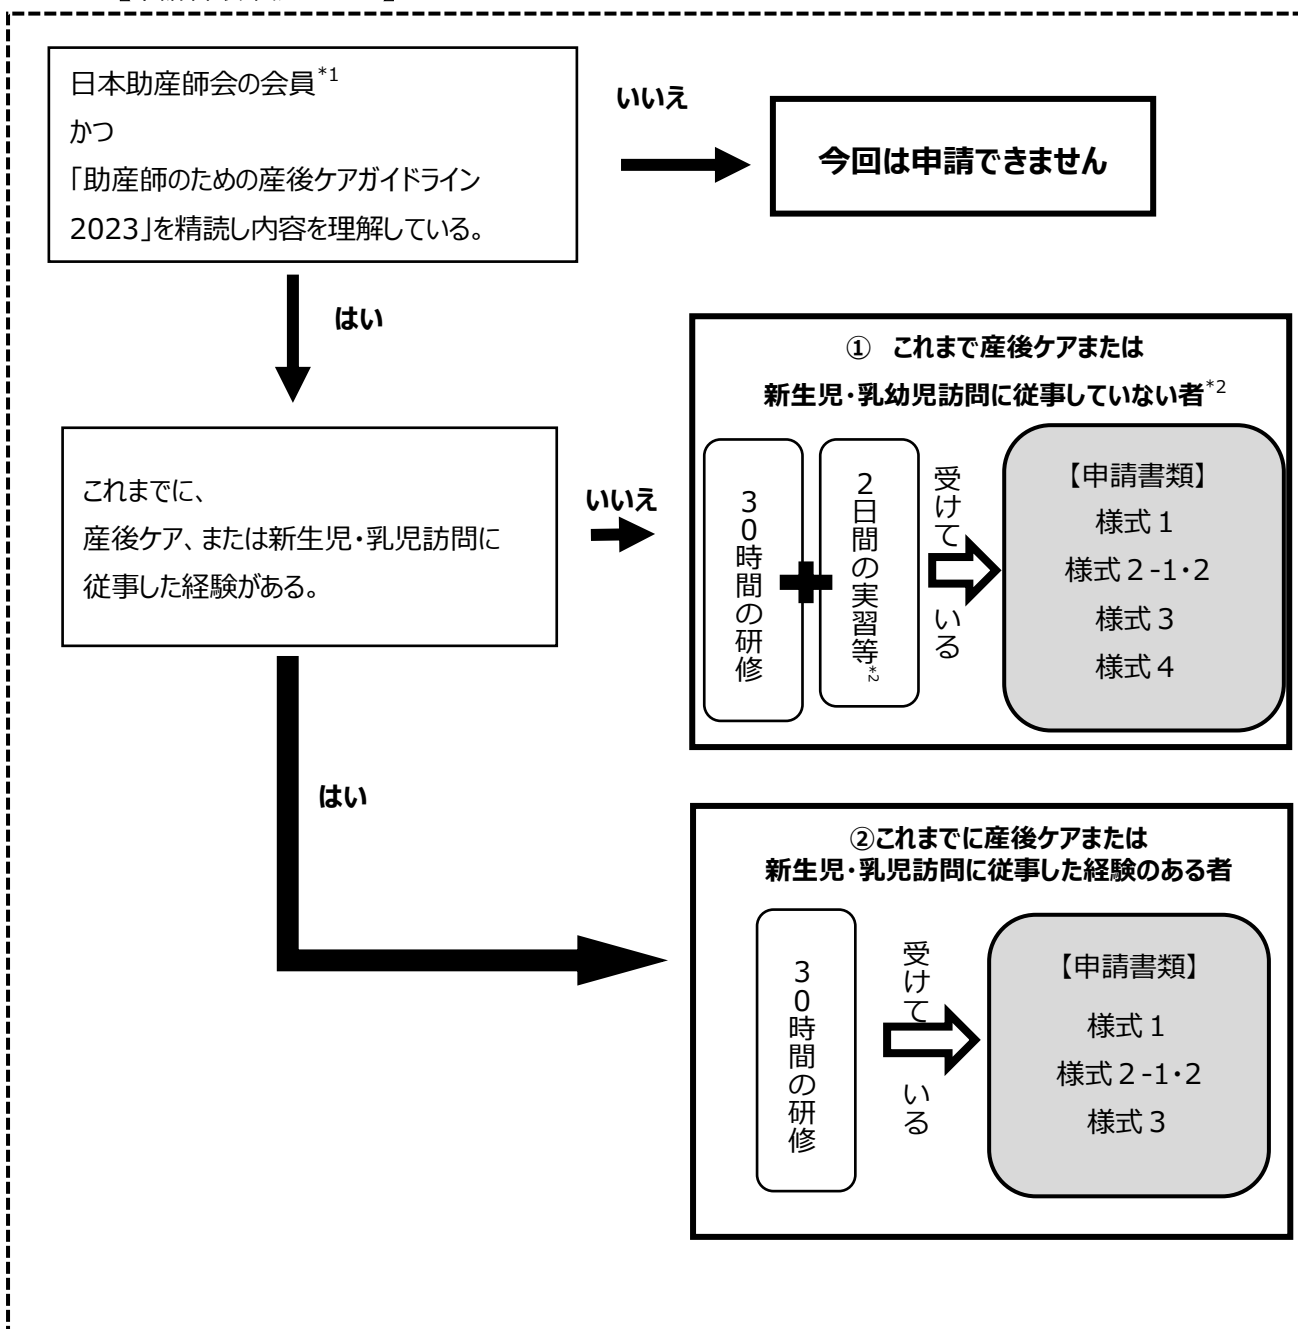 日本助産師会の会員*1
かつ
「助産師のための産後ケアガイドライン
2023」を精読し内容を理解している。
いいえ
今回は申請できません
はい
これまでに、
産後ケア、または新生児・乳児訪問に
従事した経験がある。
いいえ
① これまで産後ケアまたは
新生児・乳幼児訪問に従事していない者*2
30時間の研修
2日間の実習等*2
受けて いる
【申請書類】
様式1
様式2-1・2
様式3
様式4
はい
②これまでに産後ケアまたは
新生児・乳児訪問に従事した経験のある者
30時間の研修
受けて いる
【申請書類】
様式1
様式2-1・2
様式3